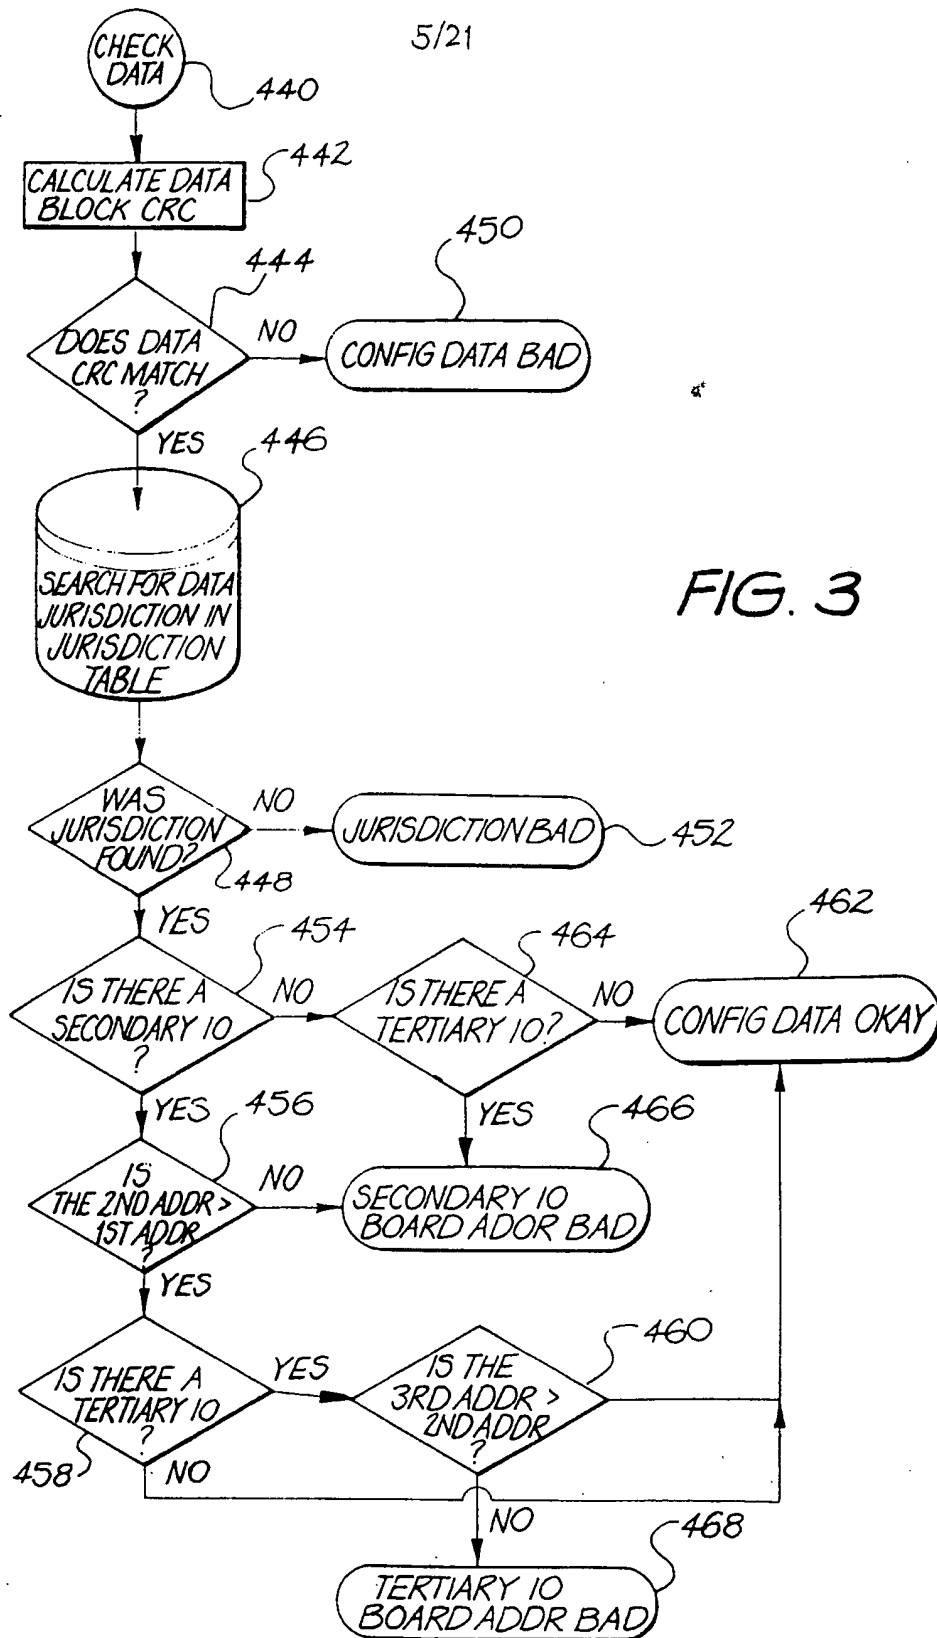 5/21
CHECK
DATA
440
442
CALCULATE DATA
BLOCK CRC
444
450
DOES DATA
CRC MATCH
?
NO
CONFIG DATA BAD
YES
446
SEARCH FOR DATA
JURISDICTION IN
JURISDICTION
TABLE
FIG. 3
WAS
JURISDICTION
FOUND?
NO
JURISDICTION BAD
452
448
YES
454
464
462
IS THERE A
SECONDARY IO
?
NO
IS THERE A
TERTIARY IO?
NO
CONFIG DATA OKAY
YES
456
YES
466
IS
THE 2ND ADDR >
1ST ADDR
?
NO
SECONDARY IO
BOARD ADOR BAD
YES
460
IS THERE A
TERTIARY IO
?
YES
IS THE
3RD ADDR >
2ND ADDR
?
458
NO
NO
468
TERTIARY IO
BOARD ADDR BAD